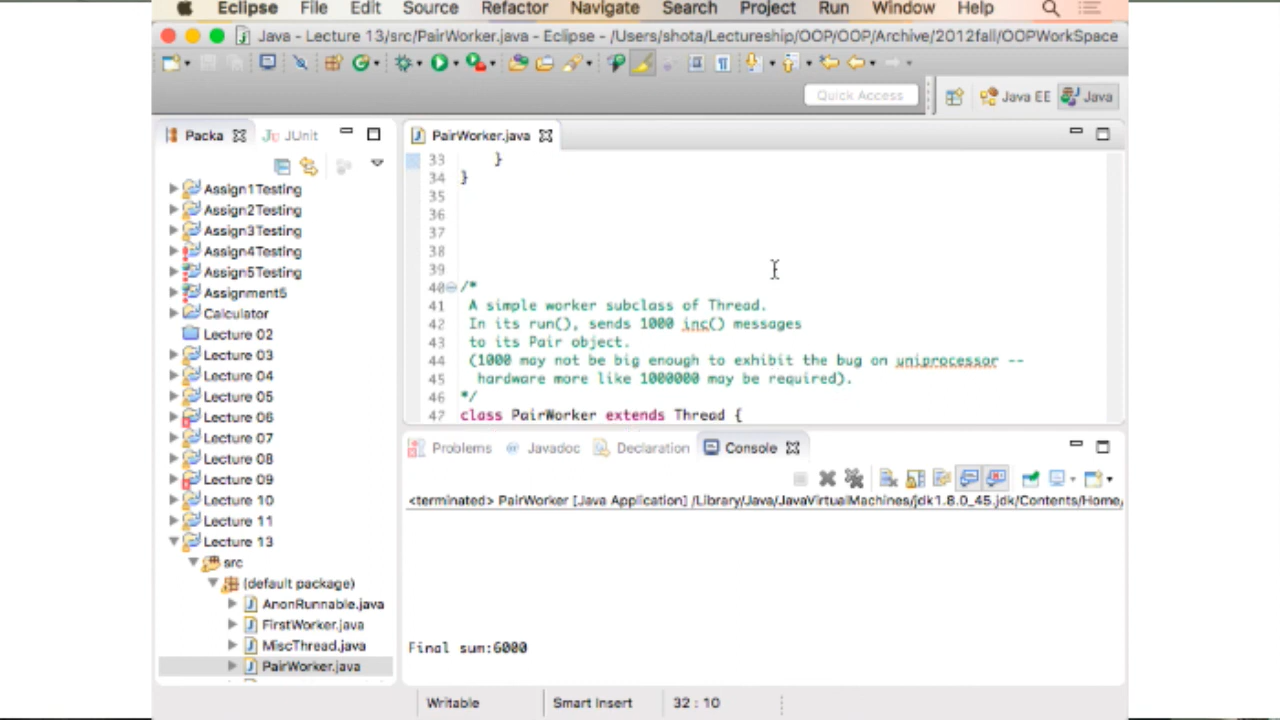 Eclipse File Edit Source Refactor Navigate Search Project Run Window Help
Java - Lecture 13/src/PairWorker.java - Eclipse - /Users/shota/Lectureship/OOP/OOP/Archive/2012fall/OOPWorkSpace
Quick Access
Java EE
Java
Packa
JUnit
Assign1Testing
Assign2Testing
Assign3Testing
Assign4Testing
Assign5Testing
Assignment5
Calculator
Lecture 02
Lecture 03
Lecture 04
Lecture 05
Lecture 06
Lecture 07
Lecture 08
Lecture 09
Lecture 10
Lecture 11
Lecture 13
src
(default package)
AnonRunnable.java
FirstWorker.java
MiscThread.java
PairWorker.java
PairWorker.java
33 }
34 }
35
36
37
38
39
40 /*
41 A simple worker subclass of Thread.
42 In its run(), sends 1000 inc() messages
43 to its Pair object.
44 (1000 may not be big enough to exhibit the bug on uniprocessor --
45 hardware more like 1000000 may be required).
46 */
47 class PairWorker extends Thread {
Problems @ Javadoc Declaration Console
<terminated> PairWorker [Java Application] /Library/Java/JavaVirtualMachines/jdk1.8.0_45.jdk/Contents/Home/
Final sum:6000
Writable Smart Insert 32 : 10